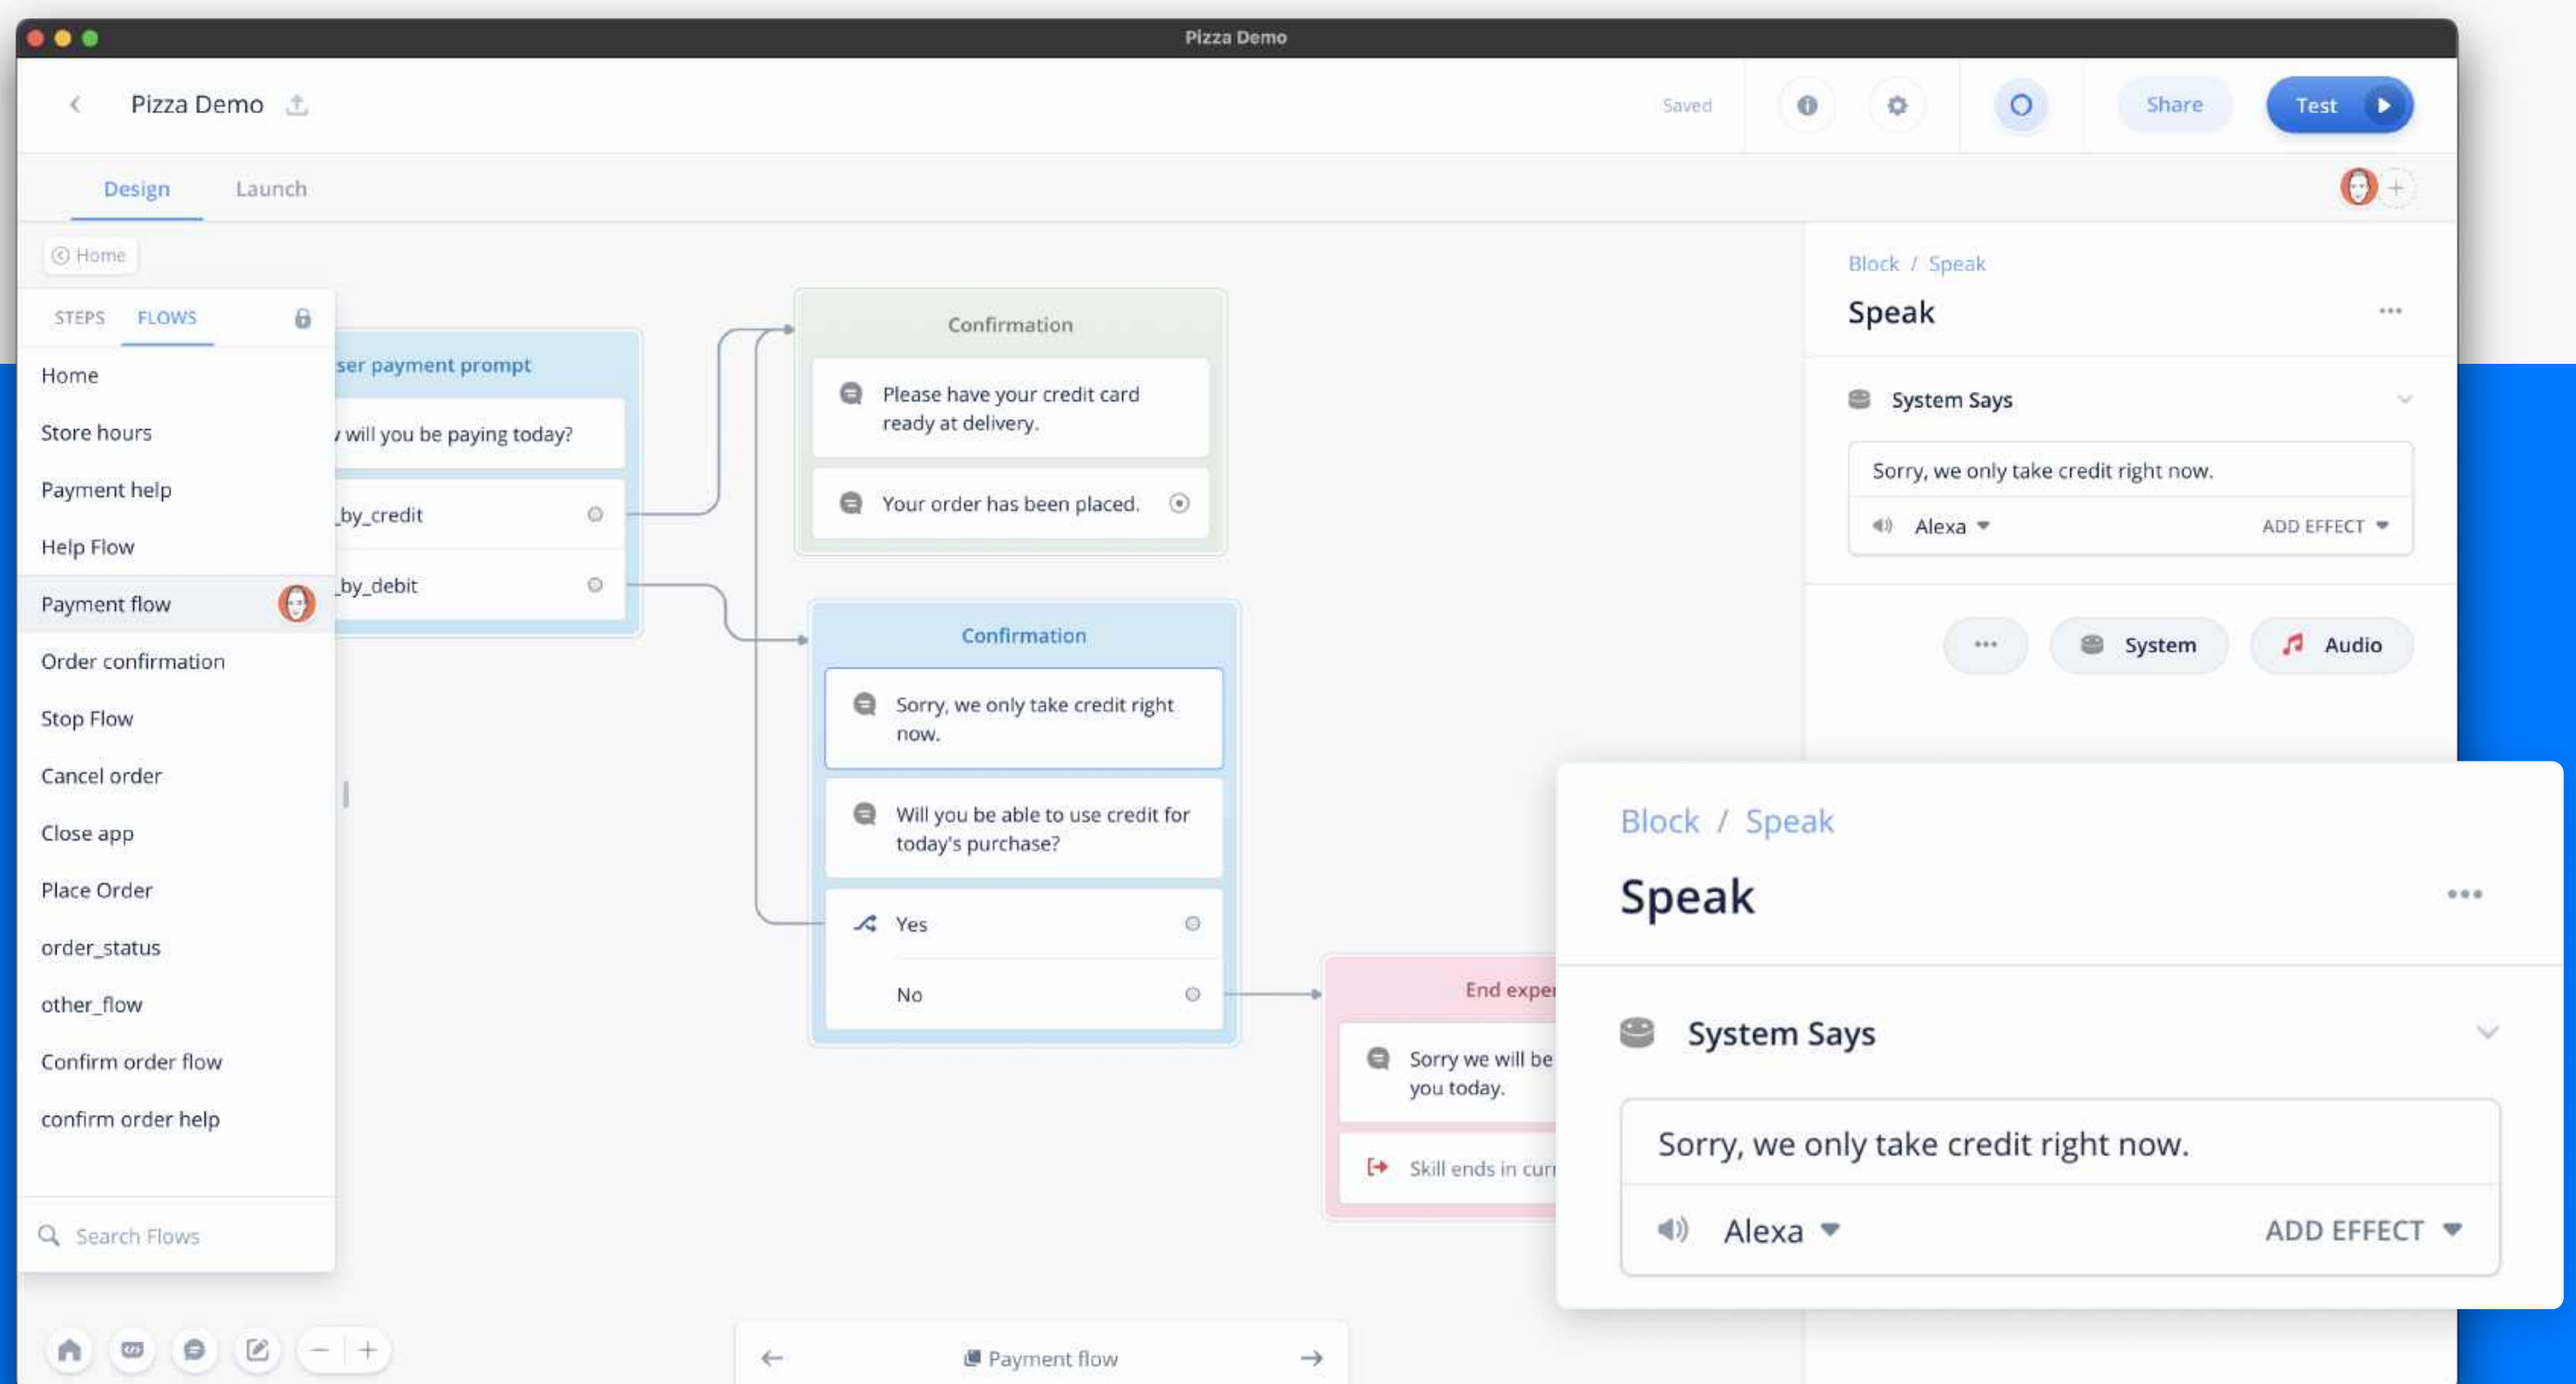 Pizza Demo
Pizza Demo
Saved
Share
Test
Design
Launch
Home
STEPS
FLOWS
Home
Store hours
Payment help
Help Flow
Payment flow
Order confirmation
Stop Flow
Cancel order
Close app
Place Order
order_status
other_flow
Confirm order flow
confirm order help
Search Flows
ser payment prompt
will you be paying today?
_by_credit
_by_debit
Confirmation
Please have your credit card
ready at delivery.
Your order has been placed.
Confirmation
Sorry, we only take credit right
now.
Will you be able to use credit for
today's purchase?
Yes
No
End exper
Sorry we will be
you today.
Skill ends in curr
Payment flow
Block / Speak
Speak
System Says
Sorry, we only take credit right now.
Alexa
ADD EFFECT
System
Audio
Block / Speak
Speak
System Says
Sorry, we only take credit right now.
Alexa
ADD EFFECT